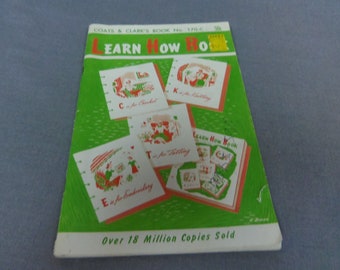 COATS & CLARK'S BOOK No. 170-C
LEARN HOW BO
C is for Crochet
K is for Knitting
E is for Embroidery
T is for Tatting
LEARN HOW BOOK
Over 18 Million Copies Sold